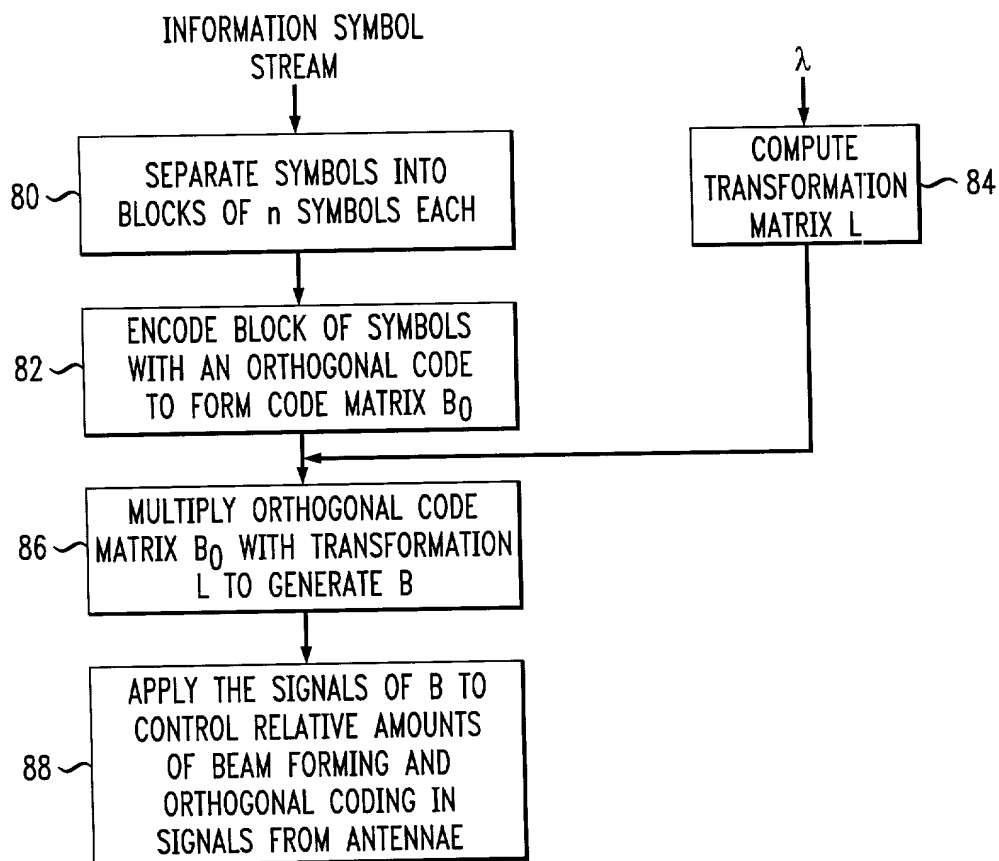 INFORMATION SYMBOL
STREAM
80
SEPARATE SYMBOLS INTO
BLOCKS OF n SYMBOLS EACH
82
ENCODE BLOCK OF SYMBOLS
WITH AN ORTHOGONAL CODE
TO FORM CODE MATRIX B₀
λ
COMPUTE
TRANSFORMATION
MATRIX L
84
86
MULTIPLY ORTHOGONAL CODE
MATRIX B₀ WITH TRANSFORMATION
L TO GENERATE B
88
APPLY THE SIGNALS OF B TO
CONTROL RELATIVE AMOUNTS
OF BEAM FORMING AND
ORTHOGONAL CODING IN
SIGNALS FROM ANTENNAE